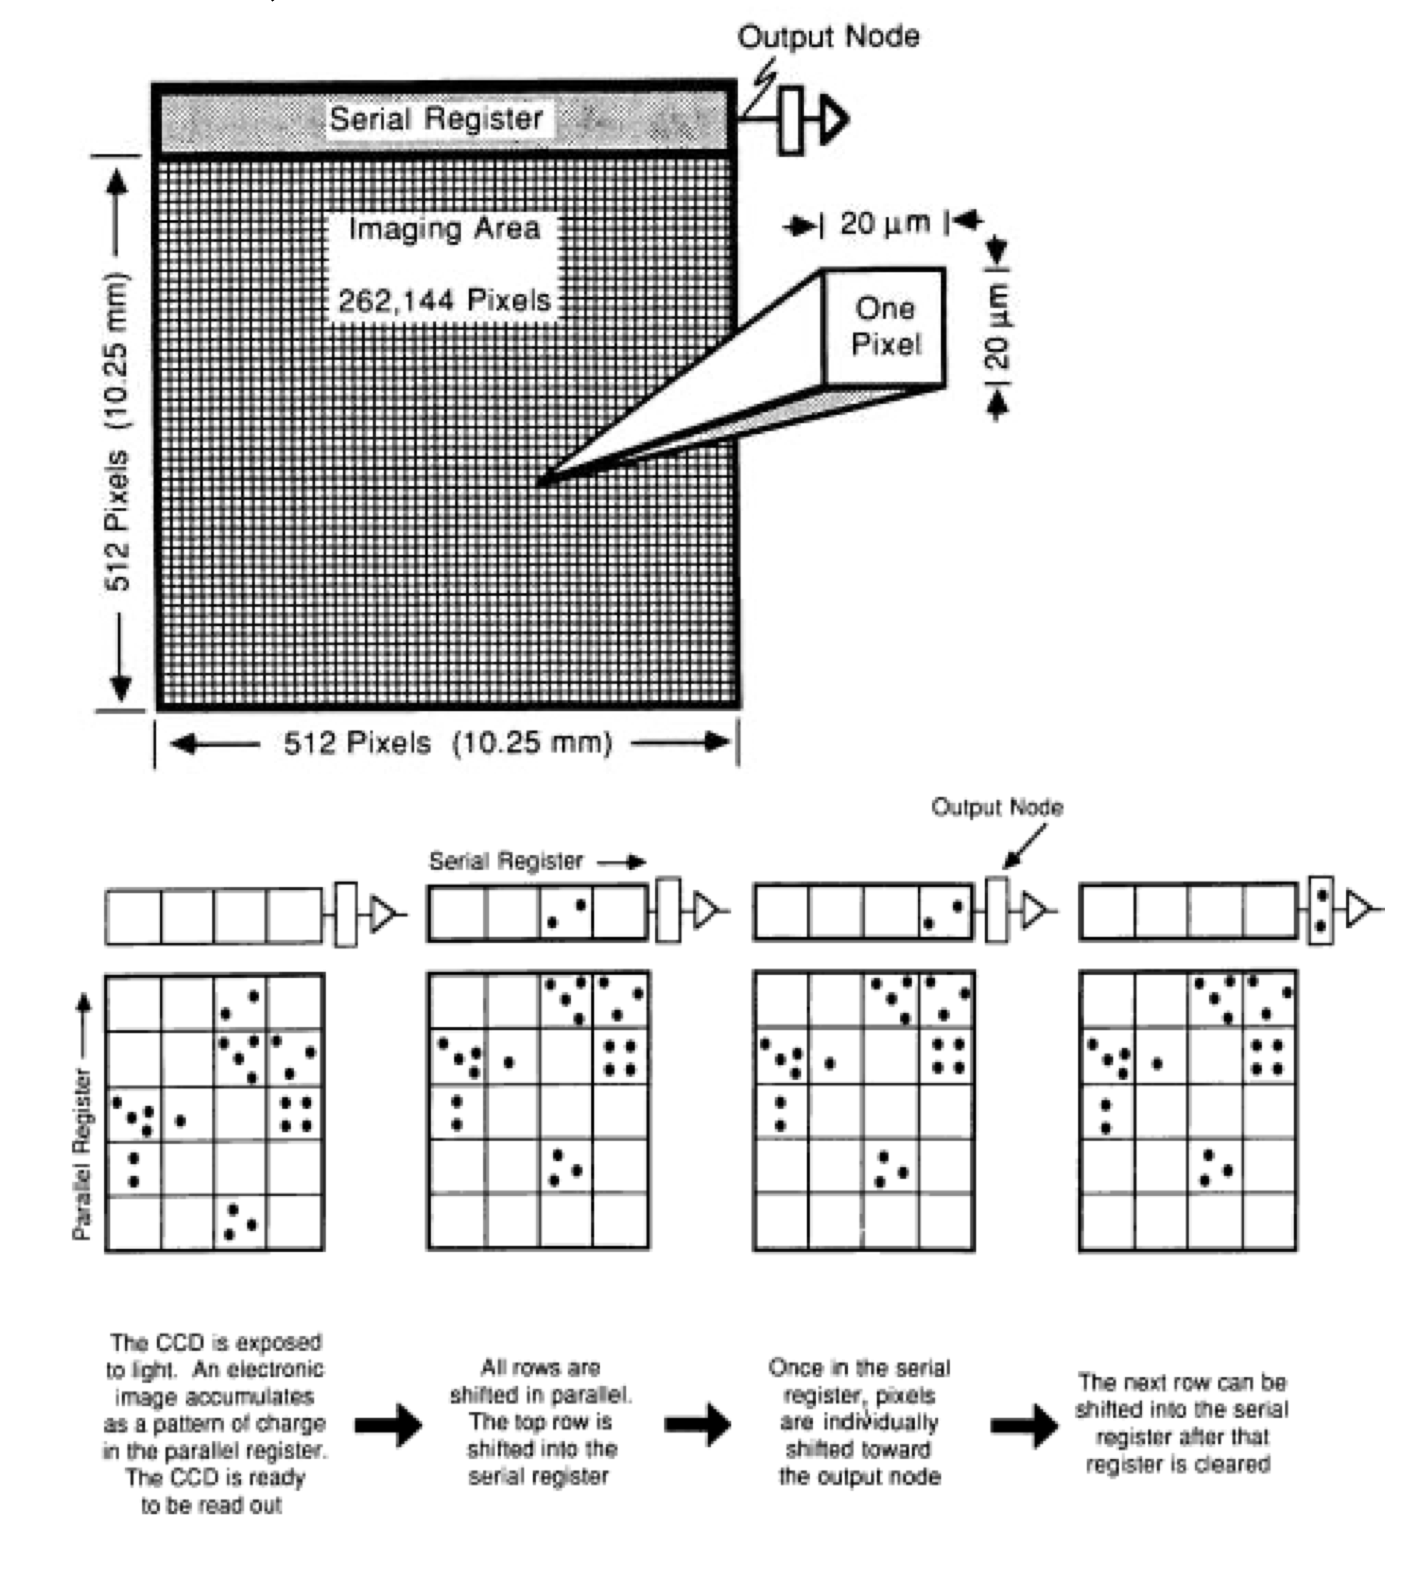 Output Node
Serial Register
Imaging Area
262,144 Pixels
20 μm
One
Pixel
20 μm
512 Pixels (10.25 mm)
512 Pixels (10.25 mm)
Output Node
Serial Register
Parallel Register
The CCD is exposed
to light. An electronic
image accumulates
as a pattern of charge
in the parallel register.
The CCD is ready
to be read out
All rows are
shifted in parallel.
The top row is
shifted into the
serial register
Once in the serial
register, pixels
are individually
shifted toward
the output node
The next row can be
shifted into the serial
register after that
register is cleared